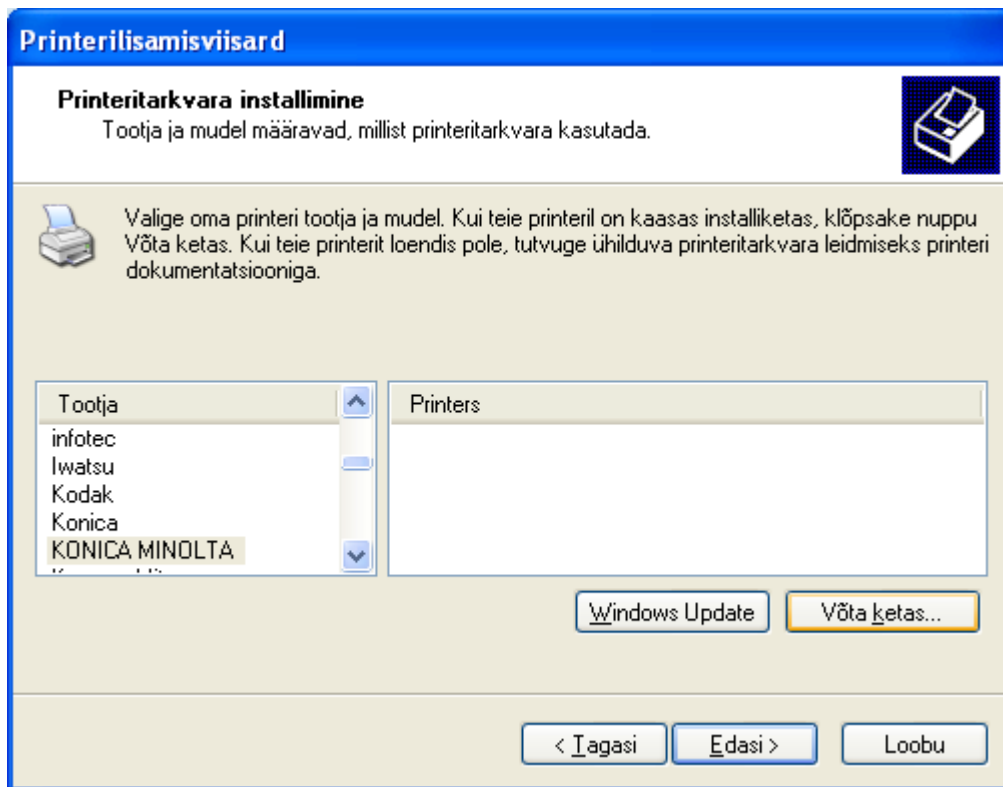 Printerilisamisviisard
Printeritarkvara installimine
Tootja ja mudel määravad, millist printeritarkvara kasutada.
Valige oma printeri tootja ja mudel. Kui teie printeril on kaasas installiketas, klõpsake nuppu
Võta ketas. Kui teie printerit loendis pole, tutvuge ühilduva printeritarkvara leidmiseks printeri
dokumentatsiooniga.
Tootja
infotec
Iwatsu
Kodak
Konica
KONICA MINOLTA
Printers
Windows Update
Võta ketas...
< Tagasi
Edasi >
Loobu